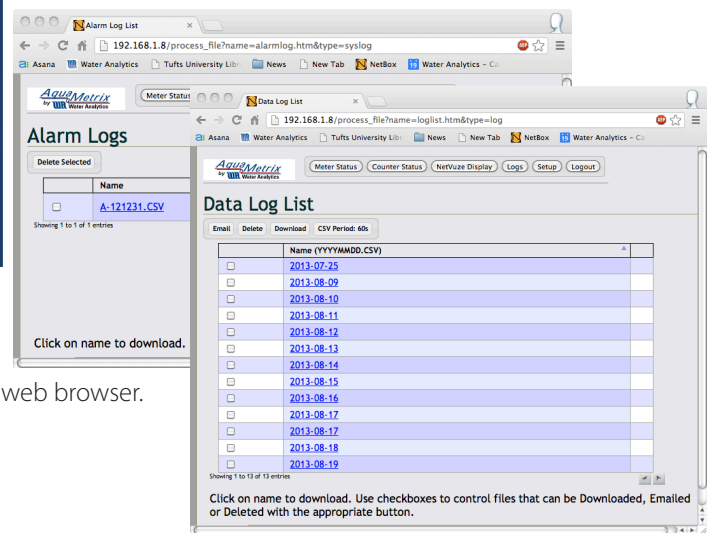 Alarm Log List
192.168.1.8/process_file?name=alarmlog.htm&type=syslog
Asana Water Analytics Tufts University Libr News New Tab NetBox Water Analytics – Ca
AquaMetrix
by WA Water Analytics
Meter Status
Alarm Logs
Delete Selected
Name
A-121231.CSV
Showing 1 to 1 of 1 entries
Click on name to download.
web browser.
Data Log List
192.168.1.8/process_file?name=loglist.htm&type=log
Asana Water Analytics Tufts University Libr News New Tab NetBox Water Analytics – Ca
AquaMetrix
by WA Water Analytics
Meter Status Counter Status NetVuze Display Logs Setup Logout
Data Log List
Email Delete Download CSV Period: 60s
Name (YYYYMMDD.CSV)
2013-07-25
2013-08-09
2013-08-10
2013-08-11
2013-08-12
2013-08-13
2013-08-14
2013-08-15
2013-08-16
2013-08-17
2013-08-17
2013-08-18
2013-08-19
Showing 1 to 13 of 13 entries
Click on name to download. Use checkboxes to control files that can be Downloaded, Emailed
or Deleted with the appropriate button.